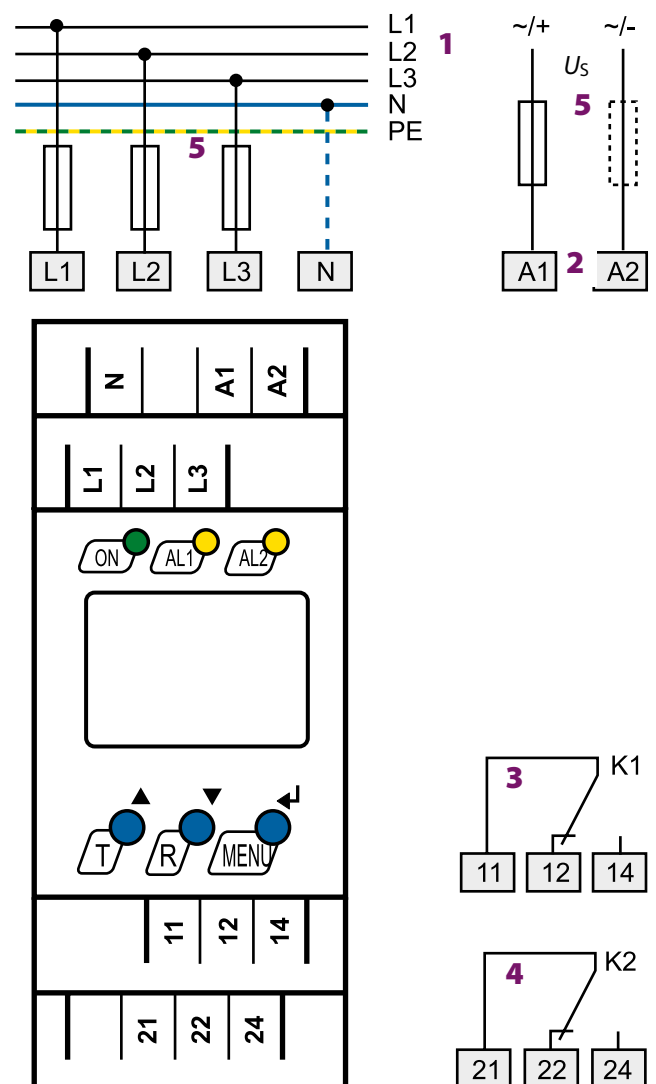 L1
L2
L3
N
PE
1
~/+ ~/-
US
5
5
L1 L2 L3 N
A1 2 A2
N A1 A2
L1 L2 L3
ON AL1 AL2
▲ ▼ ↵
T R MENU
3 K1
11 12 14
11 12 14
4 K2
21 22 24
21 22 24